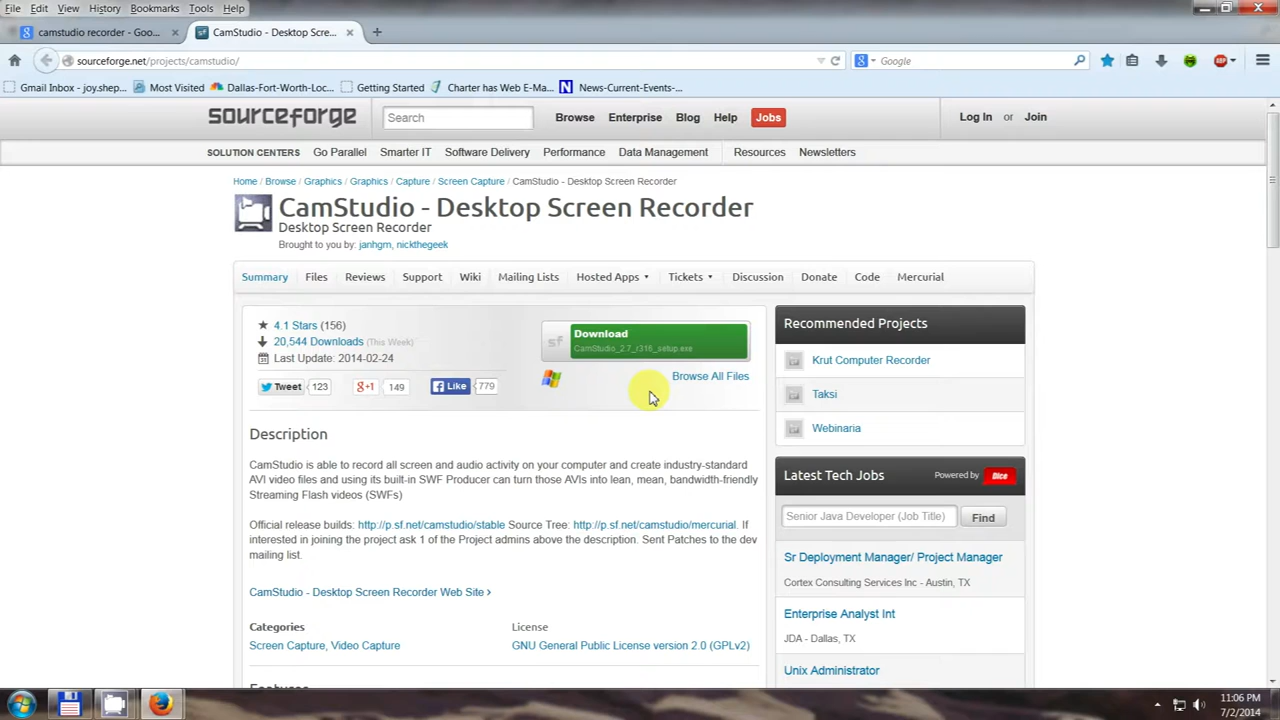 File Edit View History Bookmarks Tools Help
camstudio recorder - Goo... × CamStudio - Desktop Scre... × +
sourceforge.net/projects/camstudio/ Google
Gmail Inbox - joy.shep... Most Visited Dallas-Fort-Worth-Loc... Getting Started Charter has Web E-Ma... News-Current-Events-...
sourceforge Search Browse Enterprise Blog Help Jobs Log In or Join
SOLUTION CENTERS Go Parallel Smarter IT Software Delivery Performance Data Management Resources Newsletters
Home / Browse / Graphics / Graphics / Capture / Screen Capture / CamStudio - Desktop Screen Recorder
CamStudio - Desktop Screen Recorder
Desktop Screen Recorder
Brought to you by: janhgm, nickthegeek
Summary Files Reviews Support Wiki Mailing Lists Hosted Apps Tickets Discussion Donate Code Mercurial
4.1 Stars (156)
20,544 Downloads (This Week)
Last Update: 2014-02-24
Tweet 123 g+1 149 Like 779
sf Download
CamStudio_2.7_r316_setup.exe
Browse All Files
Description
CamStudio is able to record all screen and audio activity on your computer and create industry-standard
AVI video files and using its built-in SWF Producer can turn those AVIs into lean, mean, bandwidth-friendly
Streaming Flash videos (SWFs)
Official release builds: http://p.sf.net/camstudio/stable Source Tree: http://p.sf.net/camstudio/mercurial. If
interested in joining the project ask 1 of the Project admins above the description. Sent Patches to the dev
mailing list.
CamStudio - Desktop Screen Recorder Web Site ›
Categories
Screen Capture, Video Capture
License
GNU General Public License version 2.0 (GPLv2)
Recommended Projects
Krut Computer Recorder
Taksi
Webinaria
Latest Tech Jobs Powered by Dice
Senior Java Developer (Job Title) Find
Sr Deployment Manager/ Project Manager
Cortex Consulting Services Inc - Austin, TX
Enterprise Analyst Int
JDA - Dallas, TX
Unix Administrator
Features
11:06 PM
7/2/2014